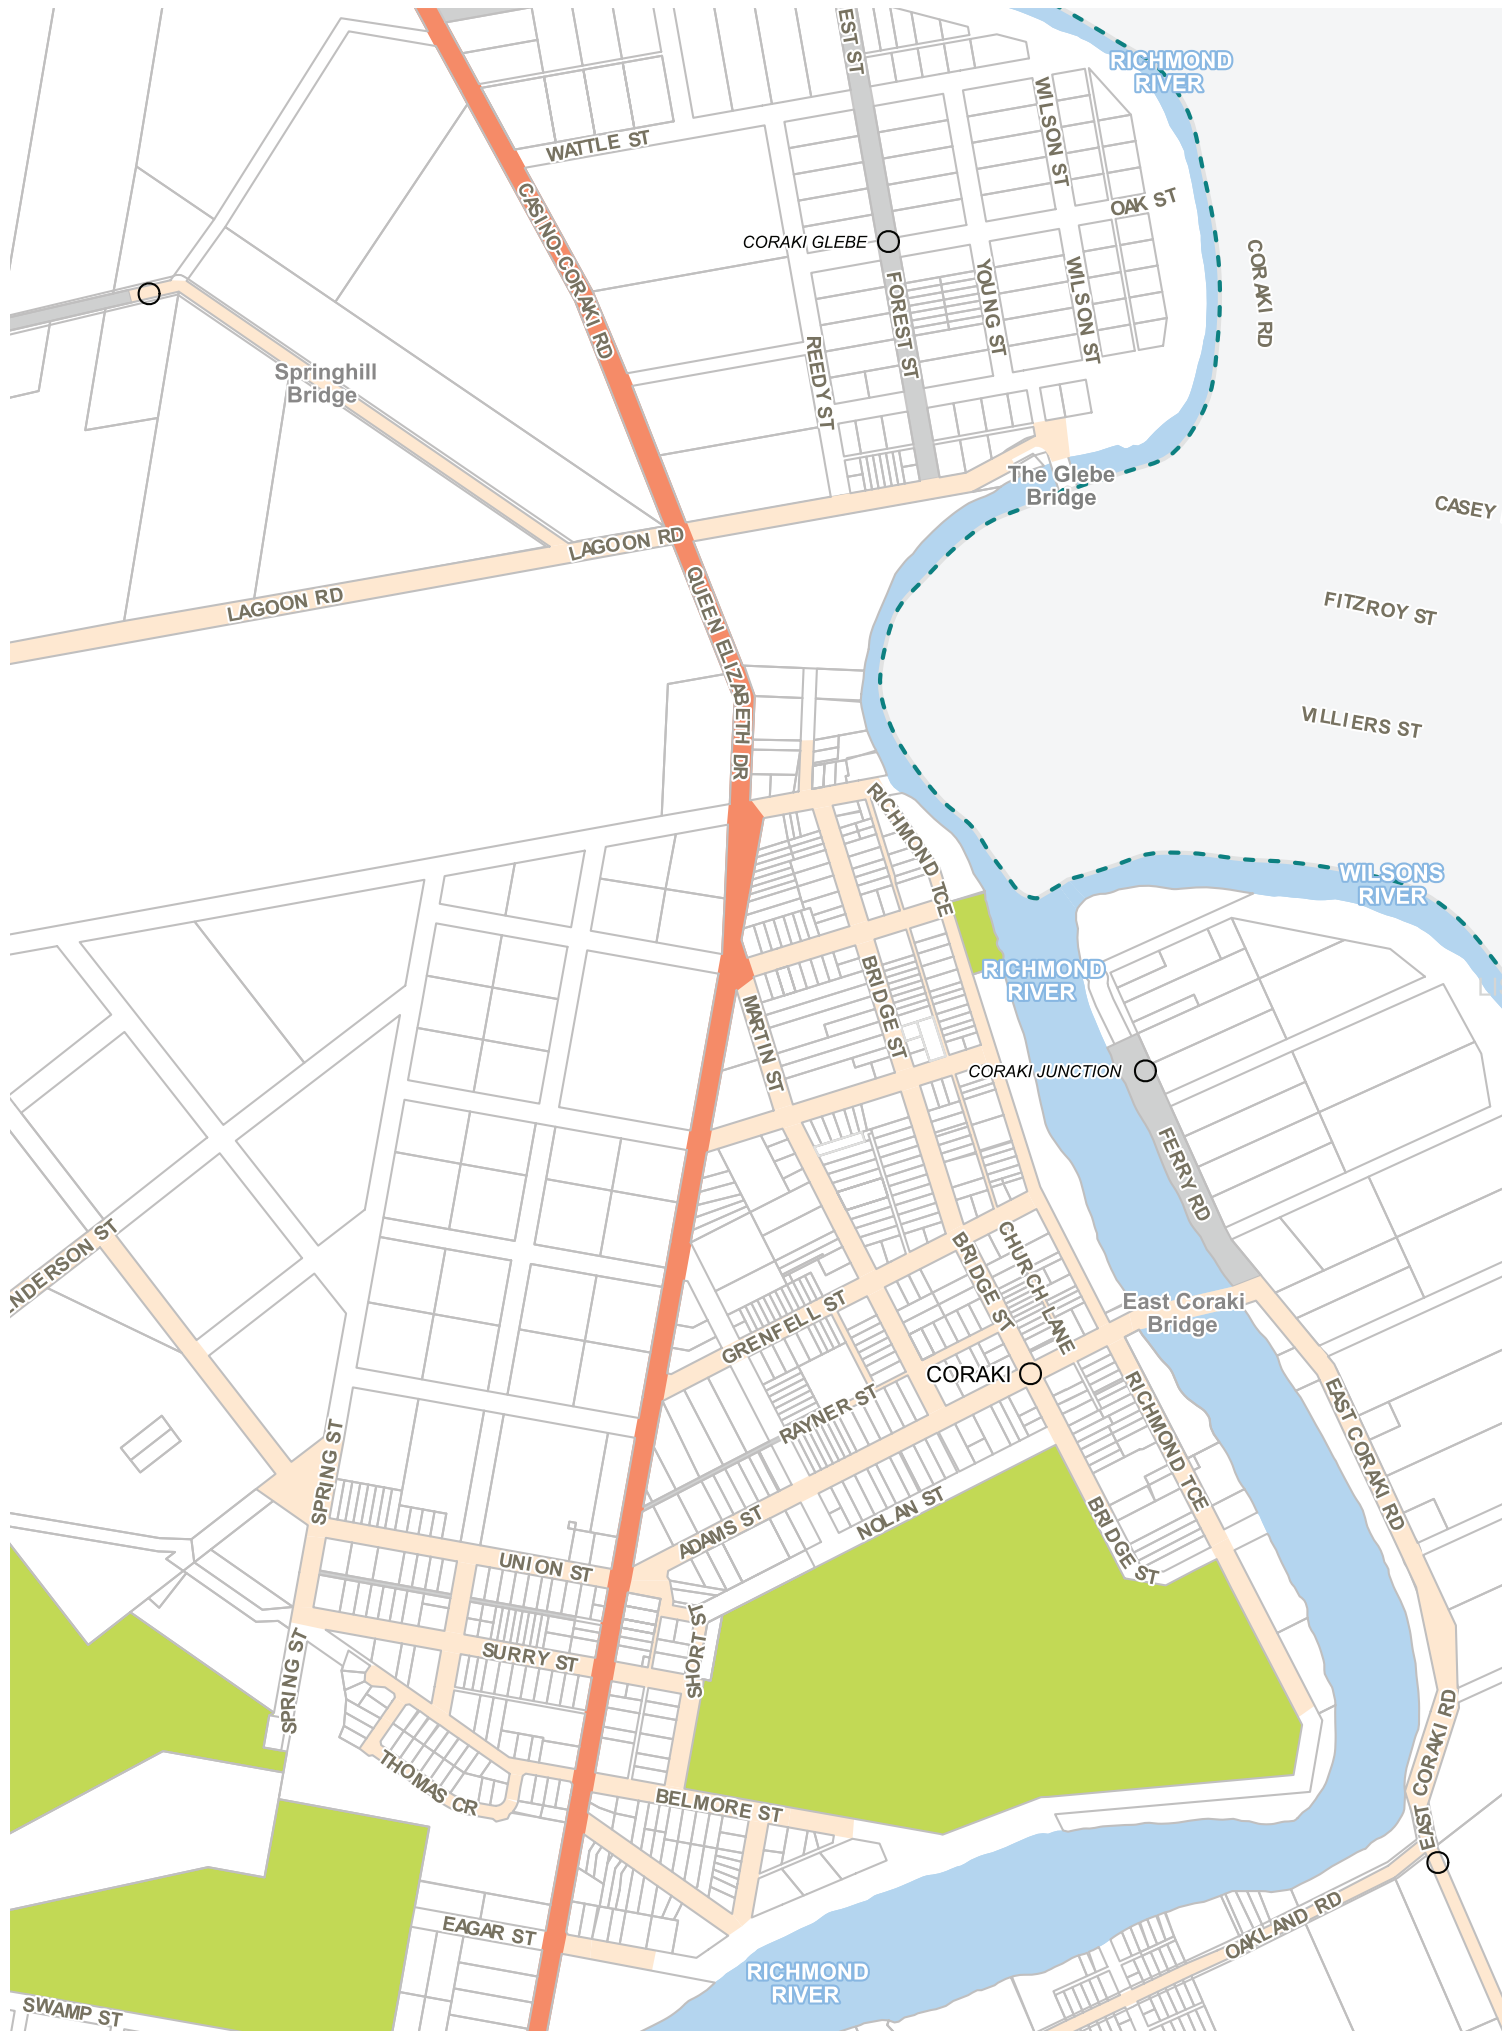 EST ST
RICHMOND
RIVER
WILSON ST
WATTLE ST
OAK ST
CASINO-CORAKI RD
CORAKI GLEBE
CORAKI RD
YOUNG ST
WILSON ST
FOREST ST
REEDY ST
Springhill
Bridge
The Glebe
Bridge
CASEY
LAGOON RD
LAGOON RD
FITZROY ST
QUEEN ELIZABETH DR
VILLIERS ST
RICHMOND TCE
WILSONS
RIVER
BRIDGE ST
RICHMOND
RIVER
MARTIN ST
CORAKI JUNCTION
FERRY RD
NDERSON ST
CHURCH LANE
BRIDGE ST
GRENFELL ST
East Coraki
Bridge
CORAKI
RICHMOND TCE
EAST CORAKI RD
RAYNER ST
SPRING ST
NOLAN ST
ADAMS ST
BRIDGE ST
UNION ST
SHORT ST
SURRY ST
SPRING ST
EAST CORAKI RD
THOMAS CR
BELMORE ST
EAST CORAKI RD
EAGAR ST
OAKLAND RD
RICHMOND
RIVER
SWAMP ST